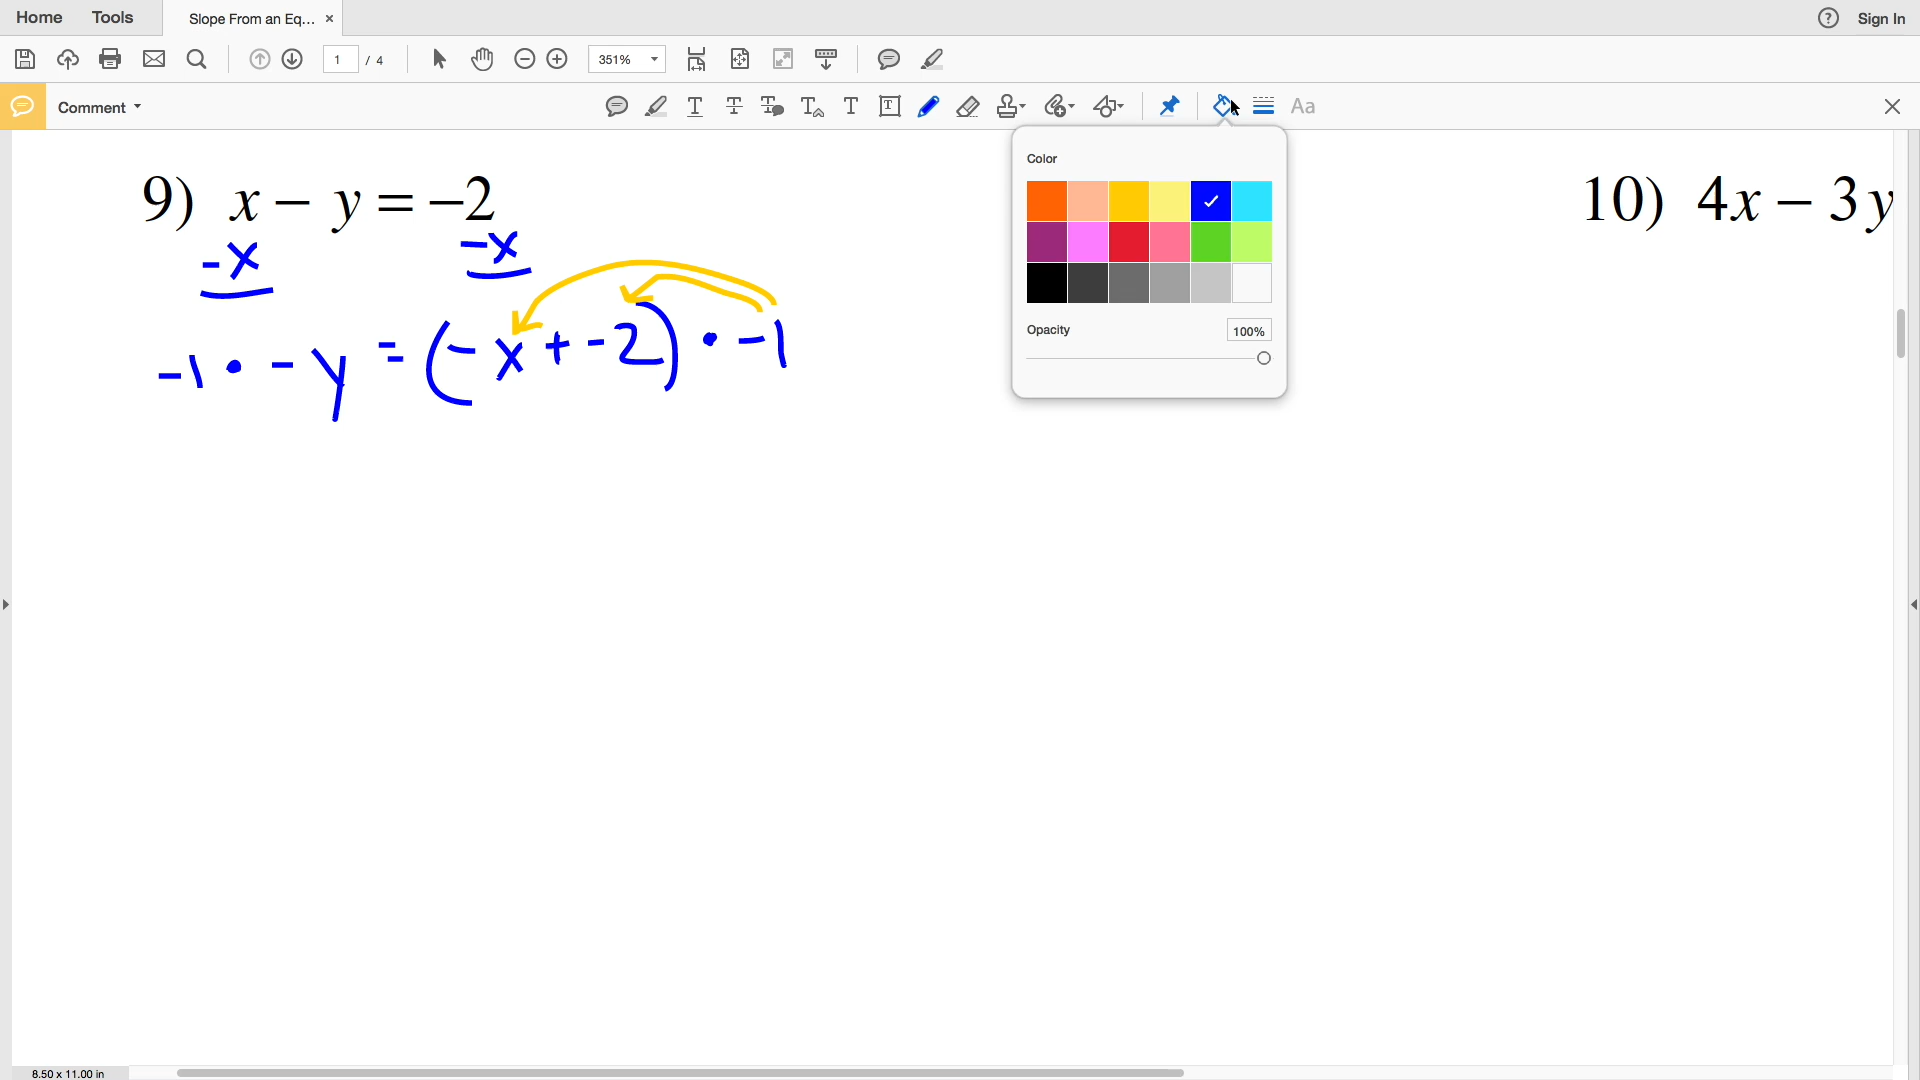 Home Tools Slope From an Eq... × ? Sign In
1 / 4 351%
Comment T T T T T T Aa
Color
9) x − y = −2
10) 4x − 3y
-x -x
-1 • -y = (-x + -2) • -1
Opacity 100%
8.50 x 11.00 in